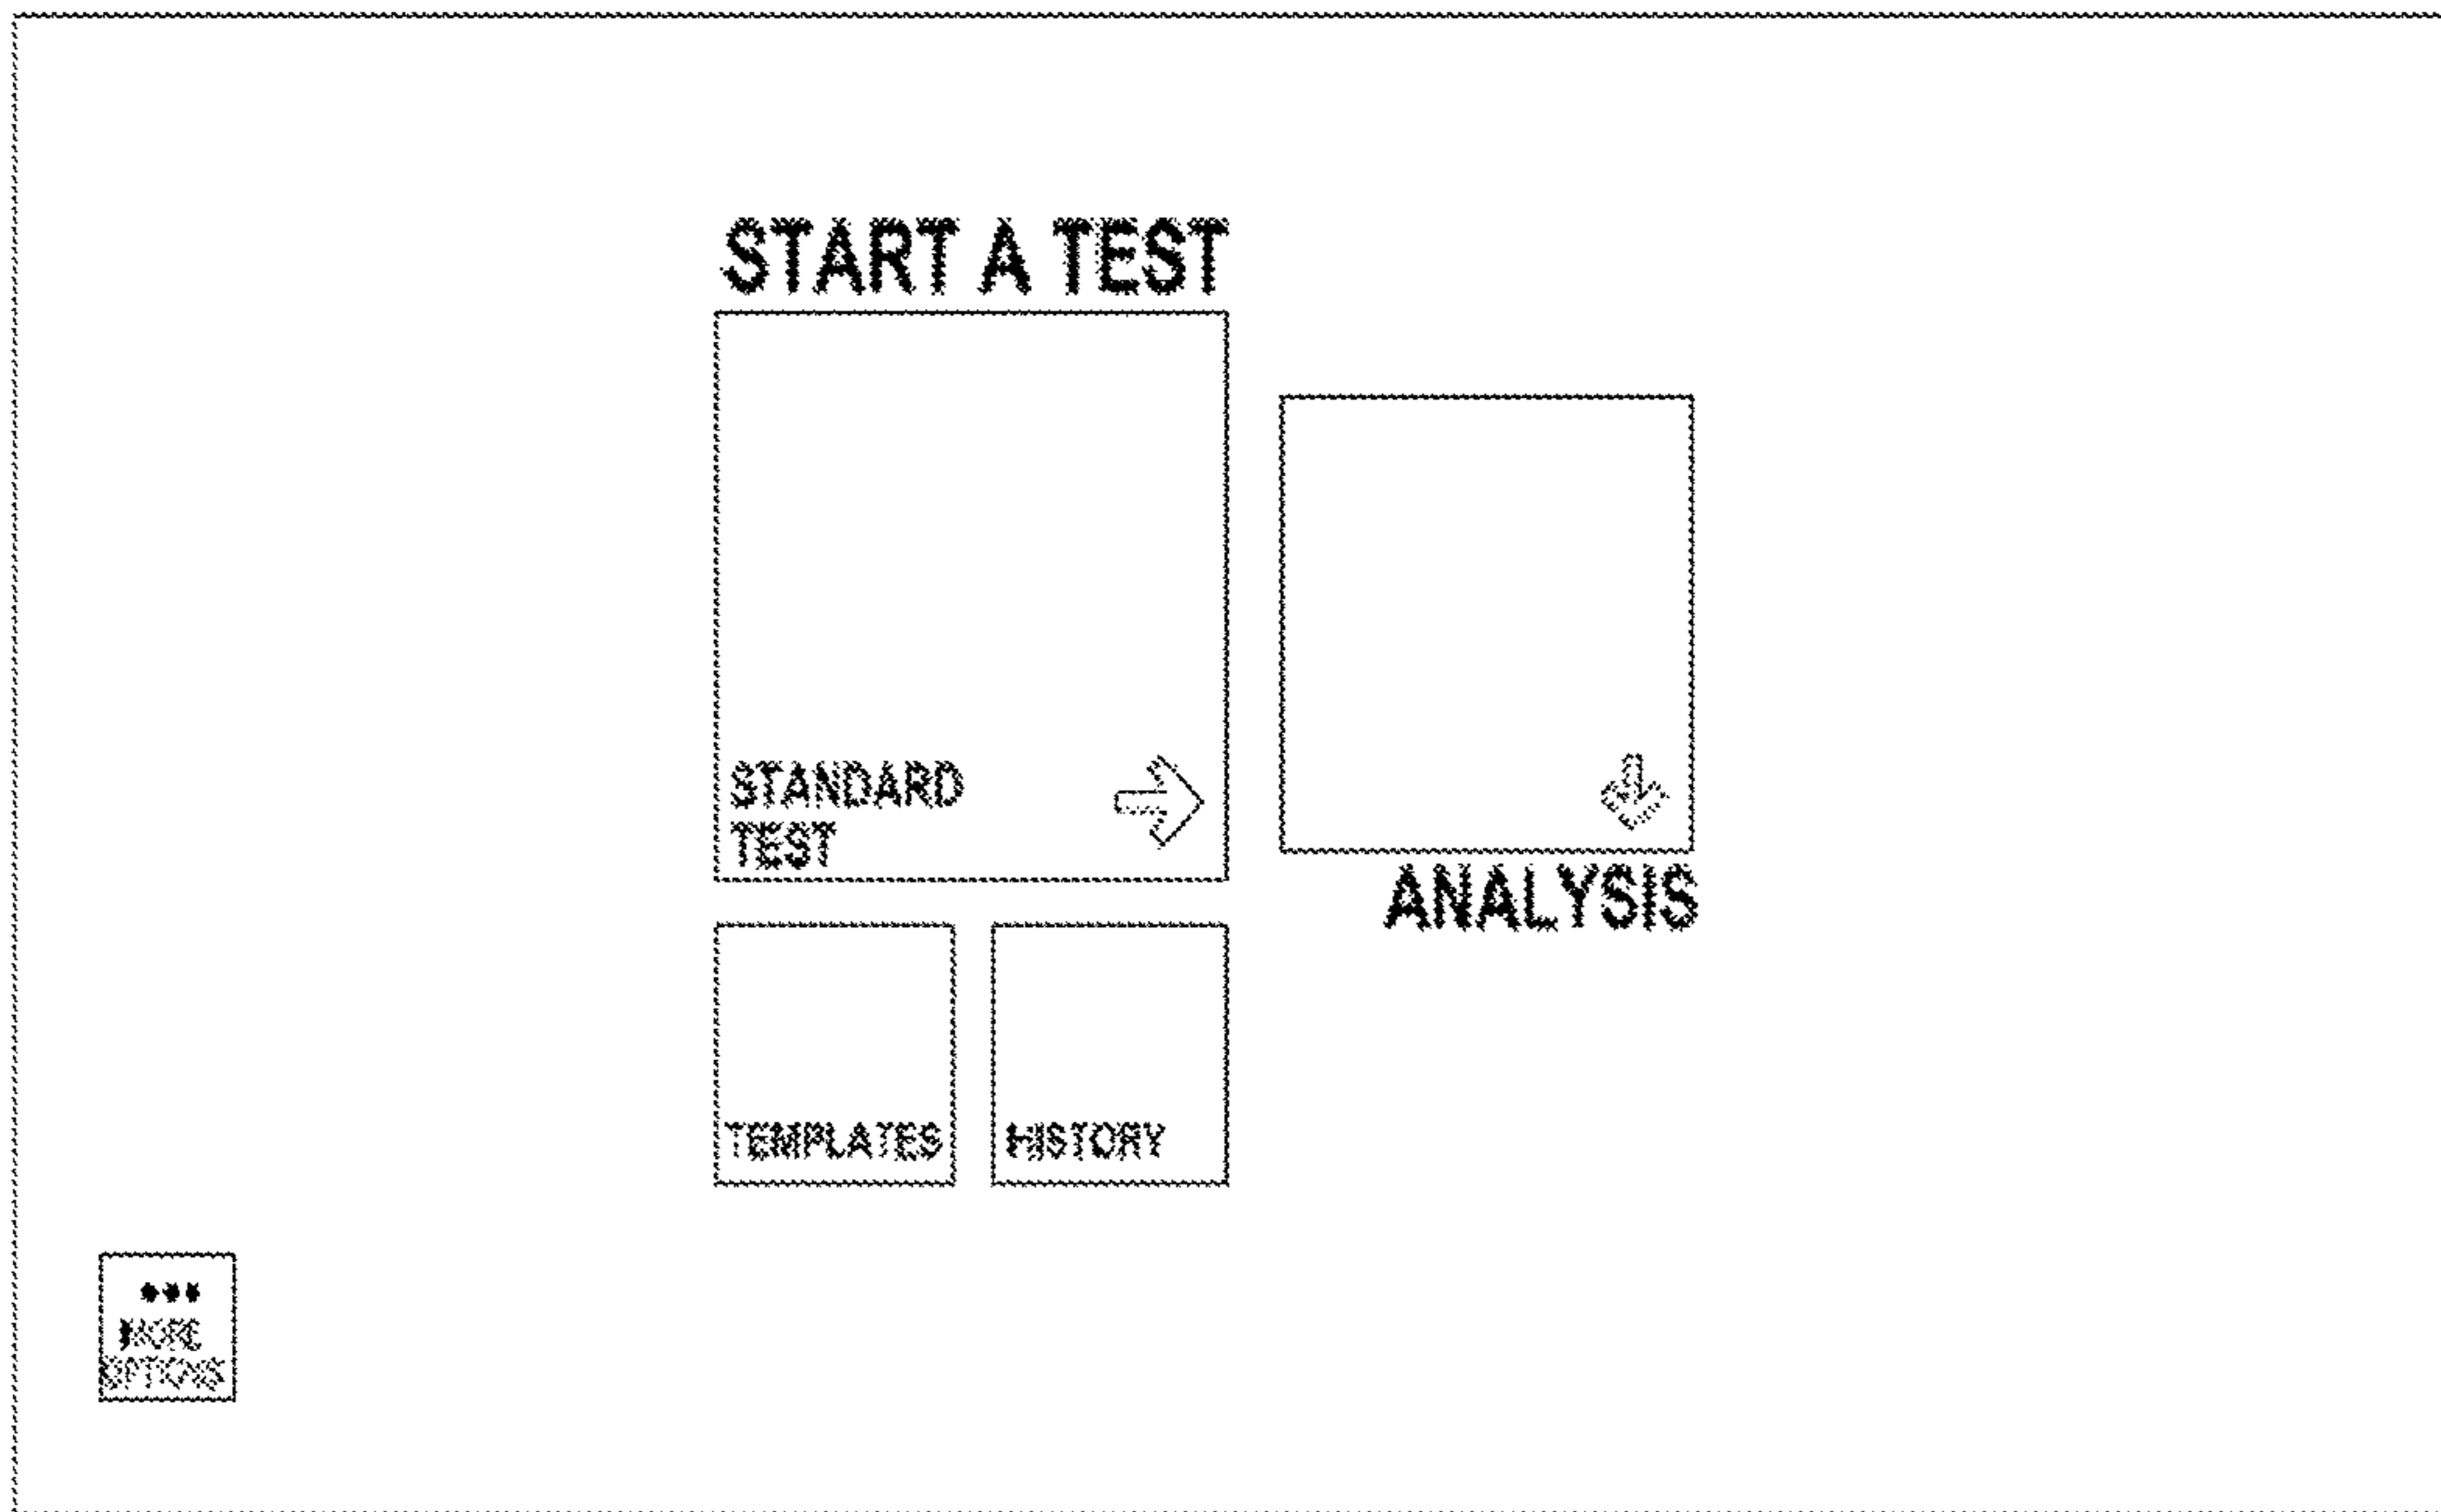 START A TEST
STANDARD
TEST
ANALYSIS
TEMPLATES
HISTORY
MORE
OPTIONS